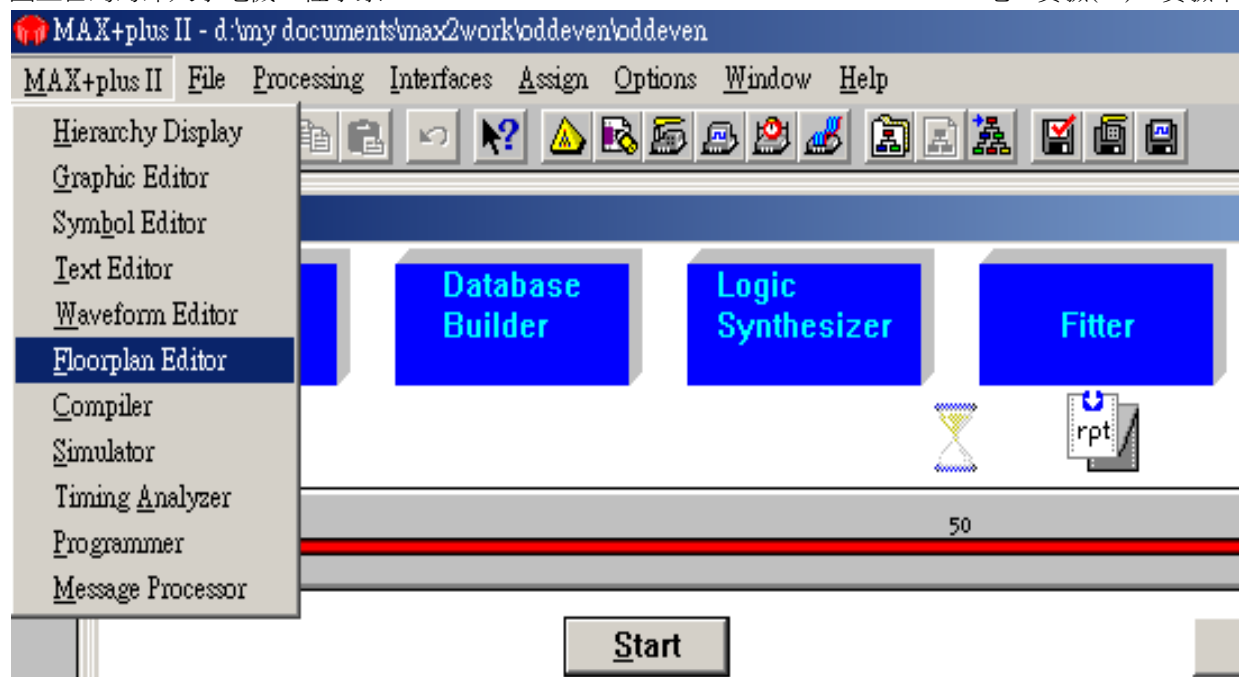 MAX+plus II - d:\my documents\max2work\oddeven\oddeven
MAX+plus II File Processing Interfaces Assign Options Window Help
Hierarchy Display
Graphic Editor
Symbol Editor
Text Editor
Waveform Editor
Floorplan Editor
Compiler
Simulator
Timing Analyzer
Programmer
Message Processor
Database
Builder
Logic
Synthesizer
Fitter
rpt
50
Start